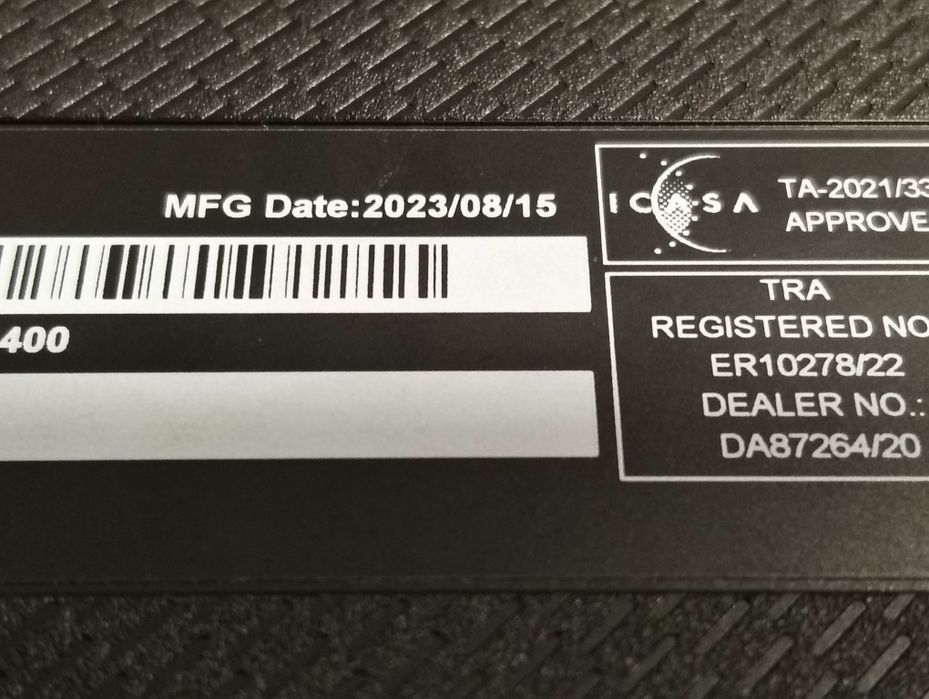 MFG Date:2023/08/15
400
ICASA
TA-2021/33
APPROVE
TRA
REGISTERED NO
ER10278/22
DEALER NO.:
DA87264/20